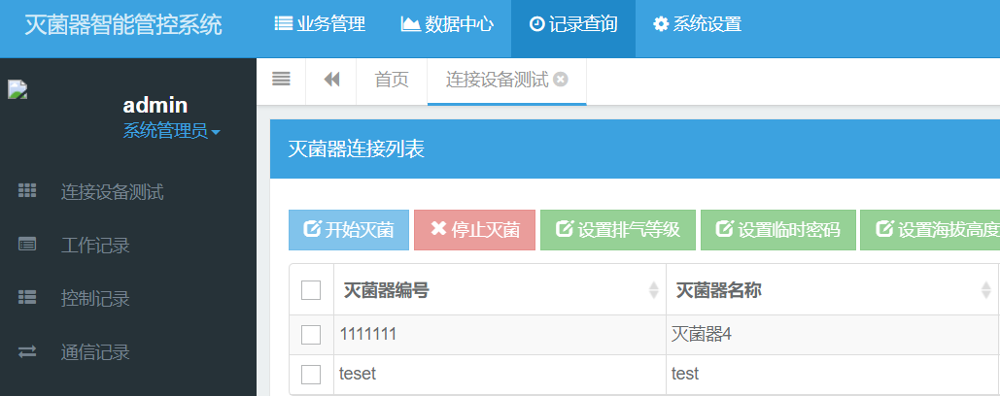 灭菌器智能管控系统 业务管理 数据中心 记录查询 系统设置
首页 连接设备测试
admin
系统管理员
灭菌器连接列表
连接设备测试
工作记录
控制记录
通信记录
开始灭菌 停止灭菌 设置排气等级 设置临时密码 设置海拔高度
灭菌器编号 灭菌器名称
1111111 灭菌器4
teset test